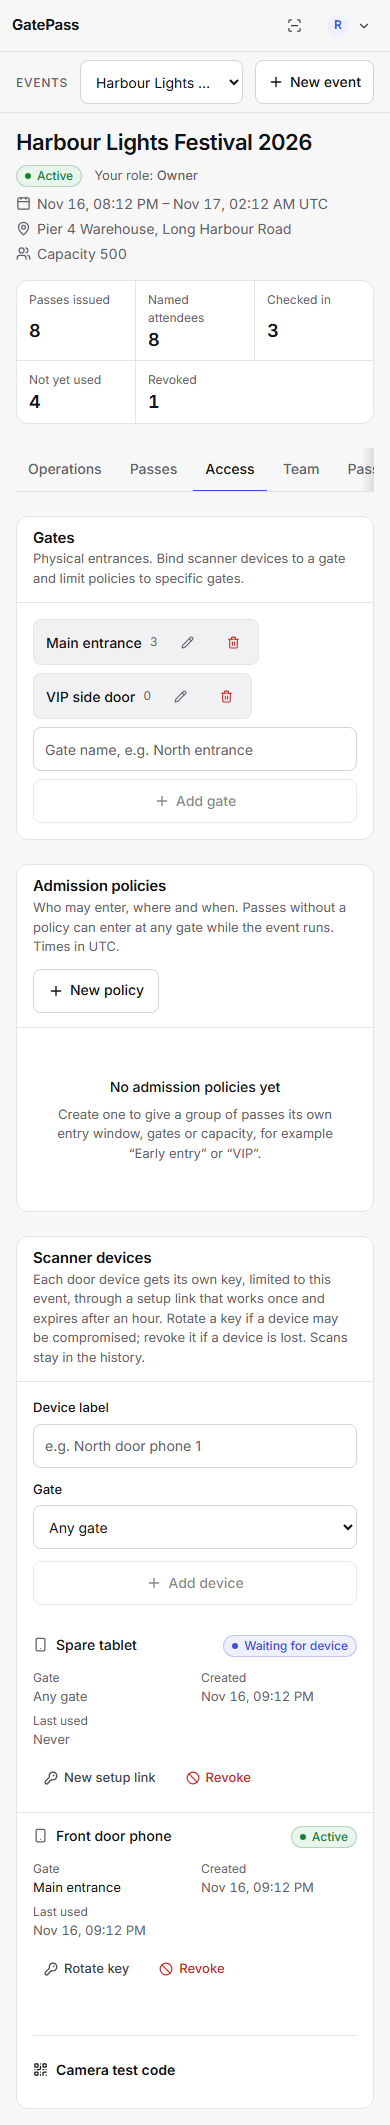 GatePass
R
EVENTS
Harbour Lights ...
+ New event
Harbour Lights Festival 2026
Active
Your role: Owner
Nov 16, 08:12 PM – Nov 17, 02:12 AM UTC
Pier 4 Warehouse, Long Harbour Road
Capacity 500
Passes issued
8
Named
attendees
8
Checked in
3
Not yet used
4
Revoked
1
Operations
Passes
Access
Team
Pass
Gates
Physical entrances. Bind scanner devices to a gate
and limit policies to specific gates.
Main entrance 3
VIP side door 0
Gate name, e.g. North entrance
+ Add gate
Admission policies
Who may enter, where and when. Passes without a
policy can enter at any gate while the event runs.
Times in UTC.
+ New policy
No admission policies yet
Create one to give a group of passes its own
entry window, gates or capacity, for example
“Early entry” or “VIP”.
Scanner devices
Each door device gets its own key, limited to this
event, through a setup link that works once and
expires after an hour. Rotate a key if a device may
be compromised; revoke it if a device is lost. Scans
stay in the history.
Device label
e.g. North door phone 1
Gate
Any gate
+ Add device
Spare tablet
Waiting for device
Gate
Any gate
Created
Nov 16, 09:12 PM
Last used
Never
New setup link
Revoke
Front door phone
Active
Gate
Main entrance
Created
Nov 16, 09:12 PM
Last used
Nov 16, 09:12 PM
Rotate key
Revoke
Camera test code